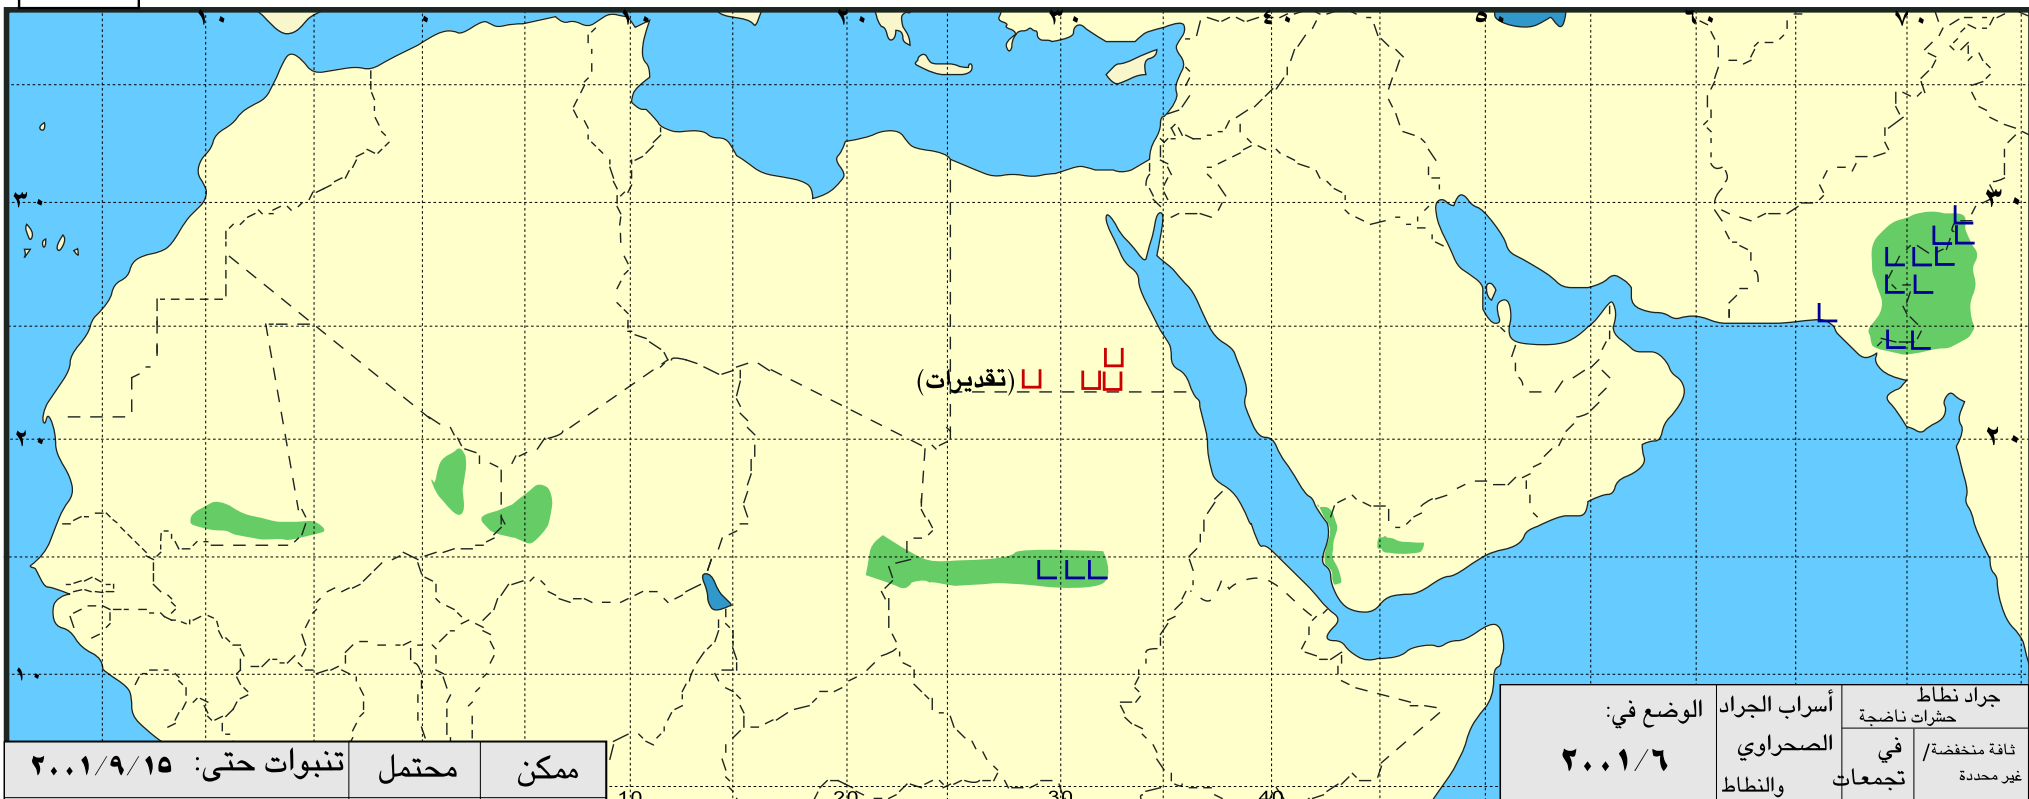 ١٠ ٠ ١٠ ٢٠ ٣٠ ٤٠ ٥٠ ٦٠ ٧٠
٣٠ ٣٠
(تقديرات)
٢٠ ٢٠
١٠
جراد نطاط
حشرات ناضجة
في
تجمعات
ثافة منخفضة/
غير محددة
أسراب الجراد
الصحراوي
والنطاط
الوضع في:
٢٠٠١/٦
تنبوات حتى: ٢٠٠١/٩/١٥
محتمل
ممكن
10 20 30 40